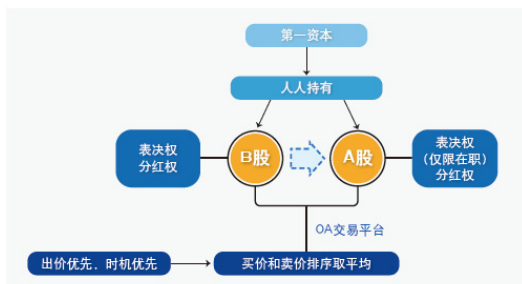 第一资本
人人持有
表决权
分红权
B股
A股
表决权
(仅限在职)
分红权
OA交易平台
出价优先，时机优先
买价和卖价排序取平均